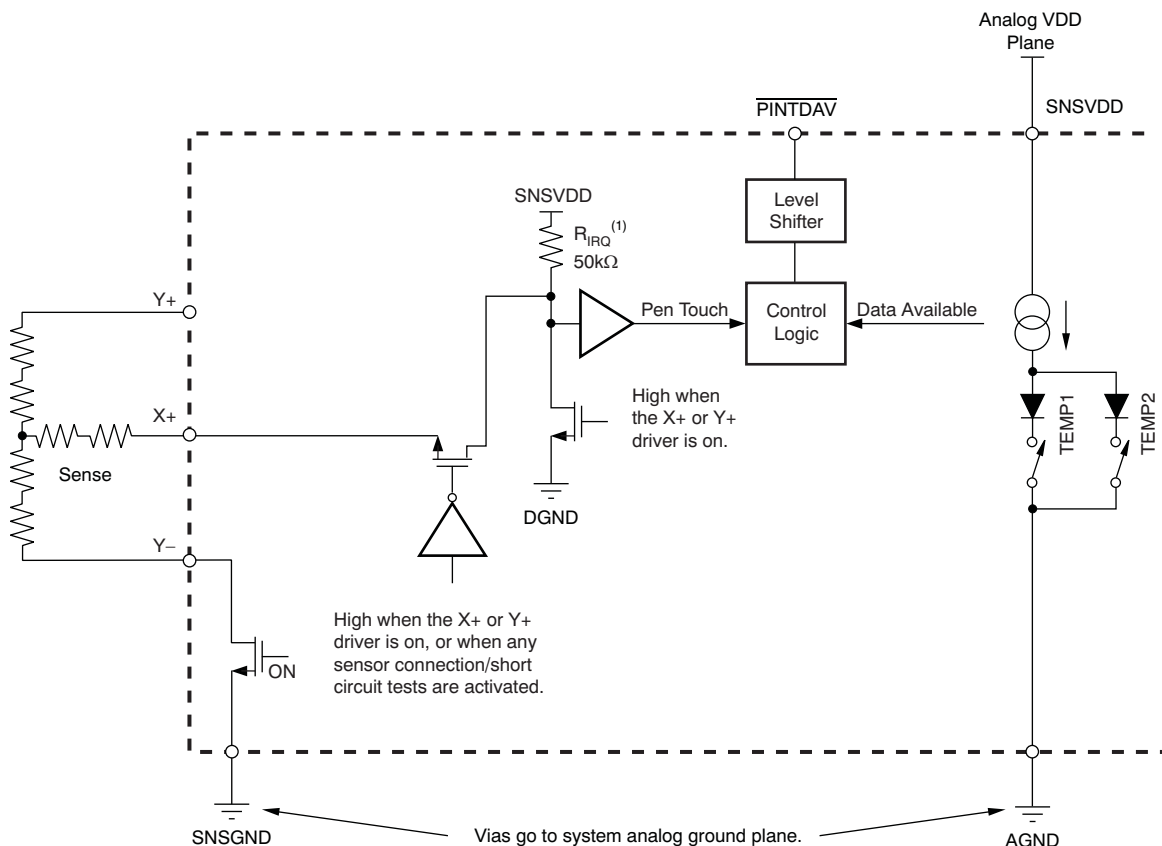 Analog VDD
Plane
SNSVDD
PINTDAV
Level
Shifter
SNSVDD
RIRQ(1)
50kΩ
Y+
Pen Touch
Control
Logic
Data Available
TEMP1
TEMP2
X+
High when
the X+ or Y+
driver is on.
Sense
DGND
Y–
High when the X+ or Y+
driver is on, or when any
sensor connection/short
circuit tests are activated.
ON
SNSGND
Vias go to system analog ground plane.
AGND